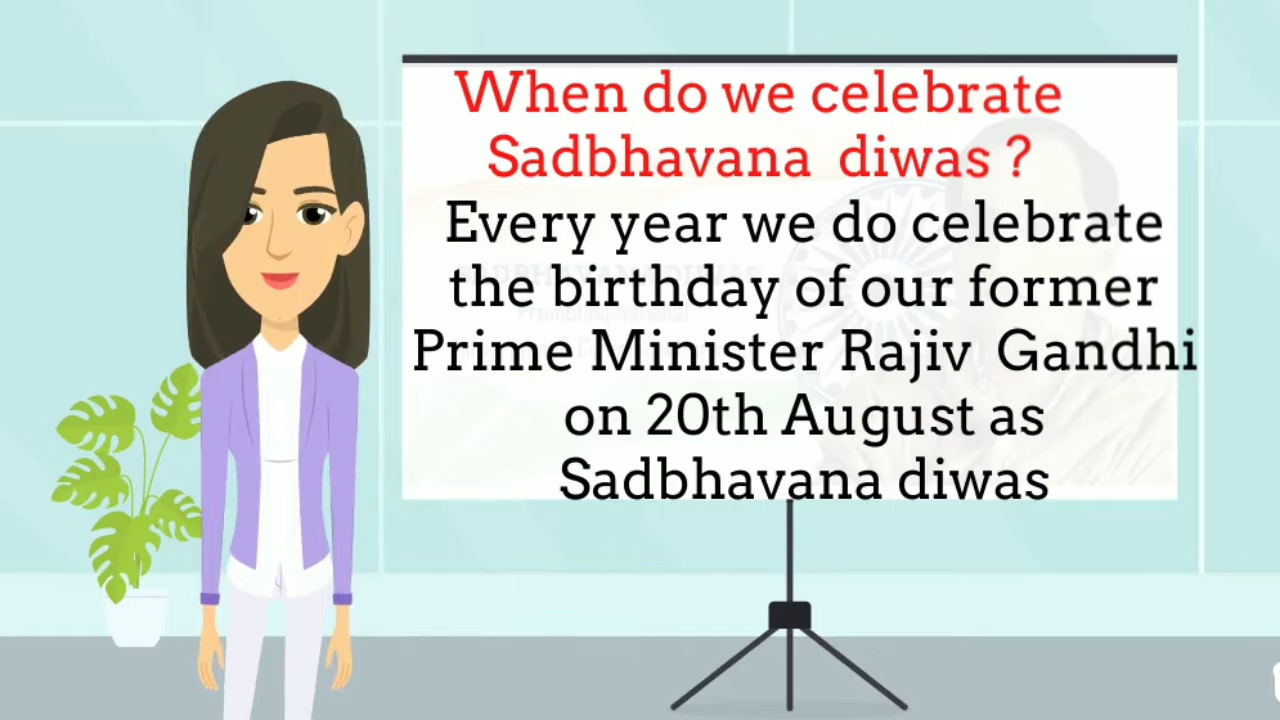 When do we celebrate
Sadbhavana diwas ?
Every year we do celebrate
the birthday of our former
Prime Minister Rajiv Gandhi
on 20th August as
Sadbhavana diwas